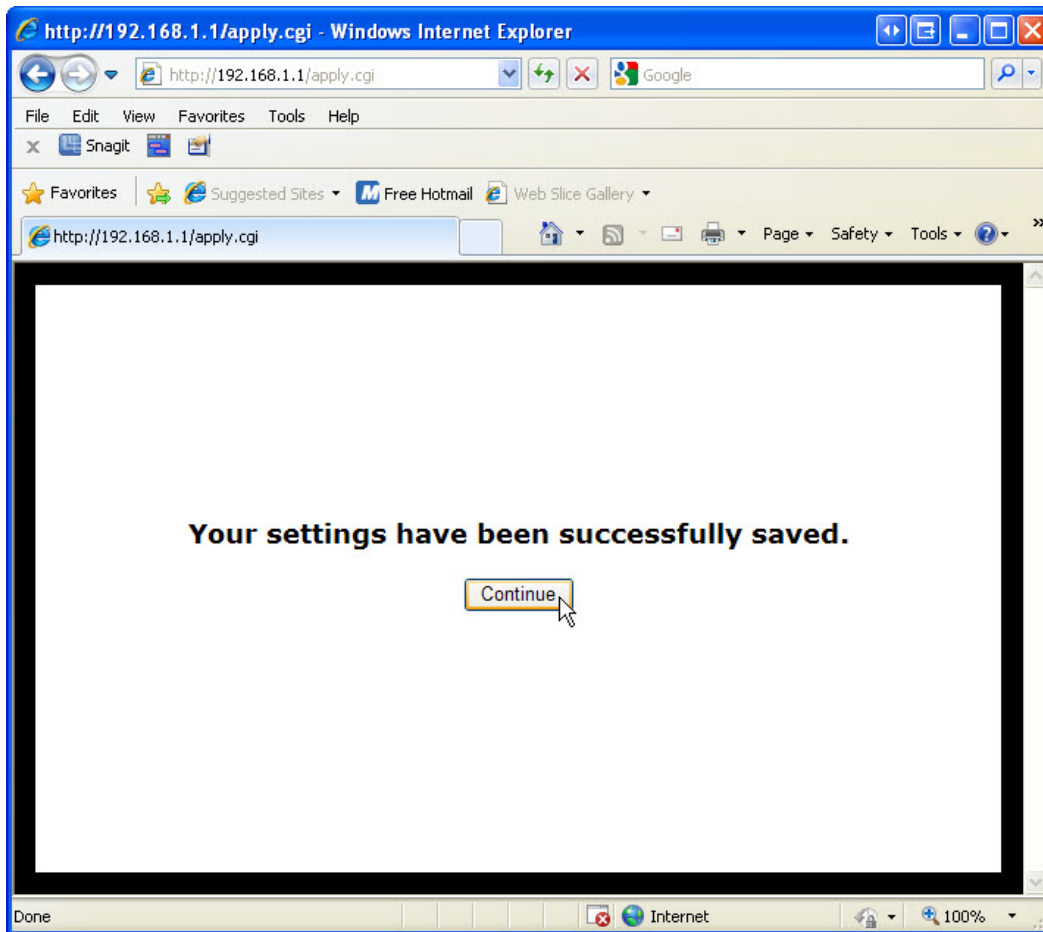 http://192.168.1.1/apply.cgi - Windows Internet Explorer
http://192.168.1.1/apply.cgi Google
File Edit View Favorites Tools Help
x Snagit
Favorites Suggested Sites Free Hotmail Web Slice Gallery
http://192.168.1.1/apply.cgi Page Safety Tools
Your settings have been successfully saved.
Continue
Done Internet 100%